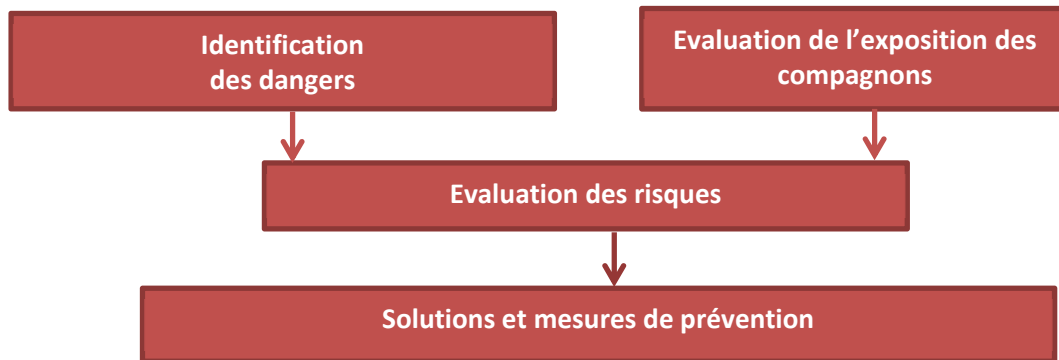 Identification
des dangers
Evaluation de l’exposition des
compagnons
Evaluation des risques
Solutions et mesures de prévention